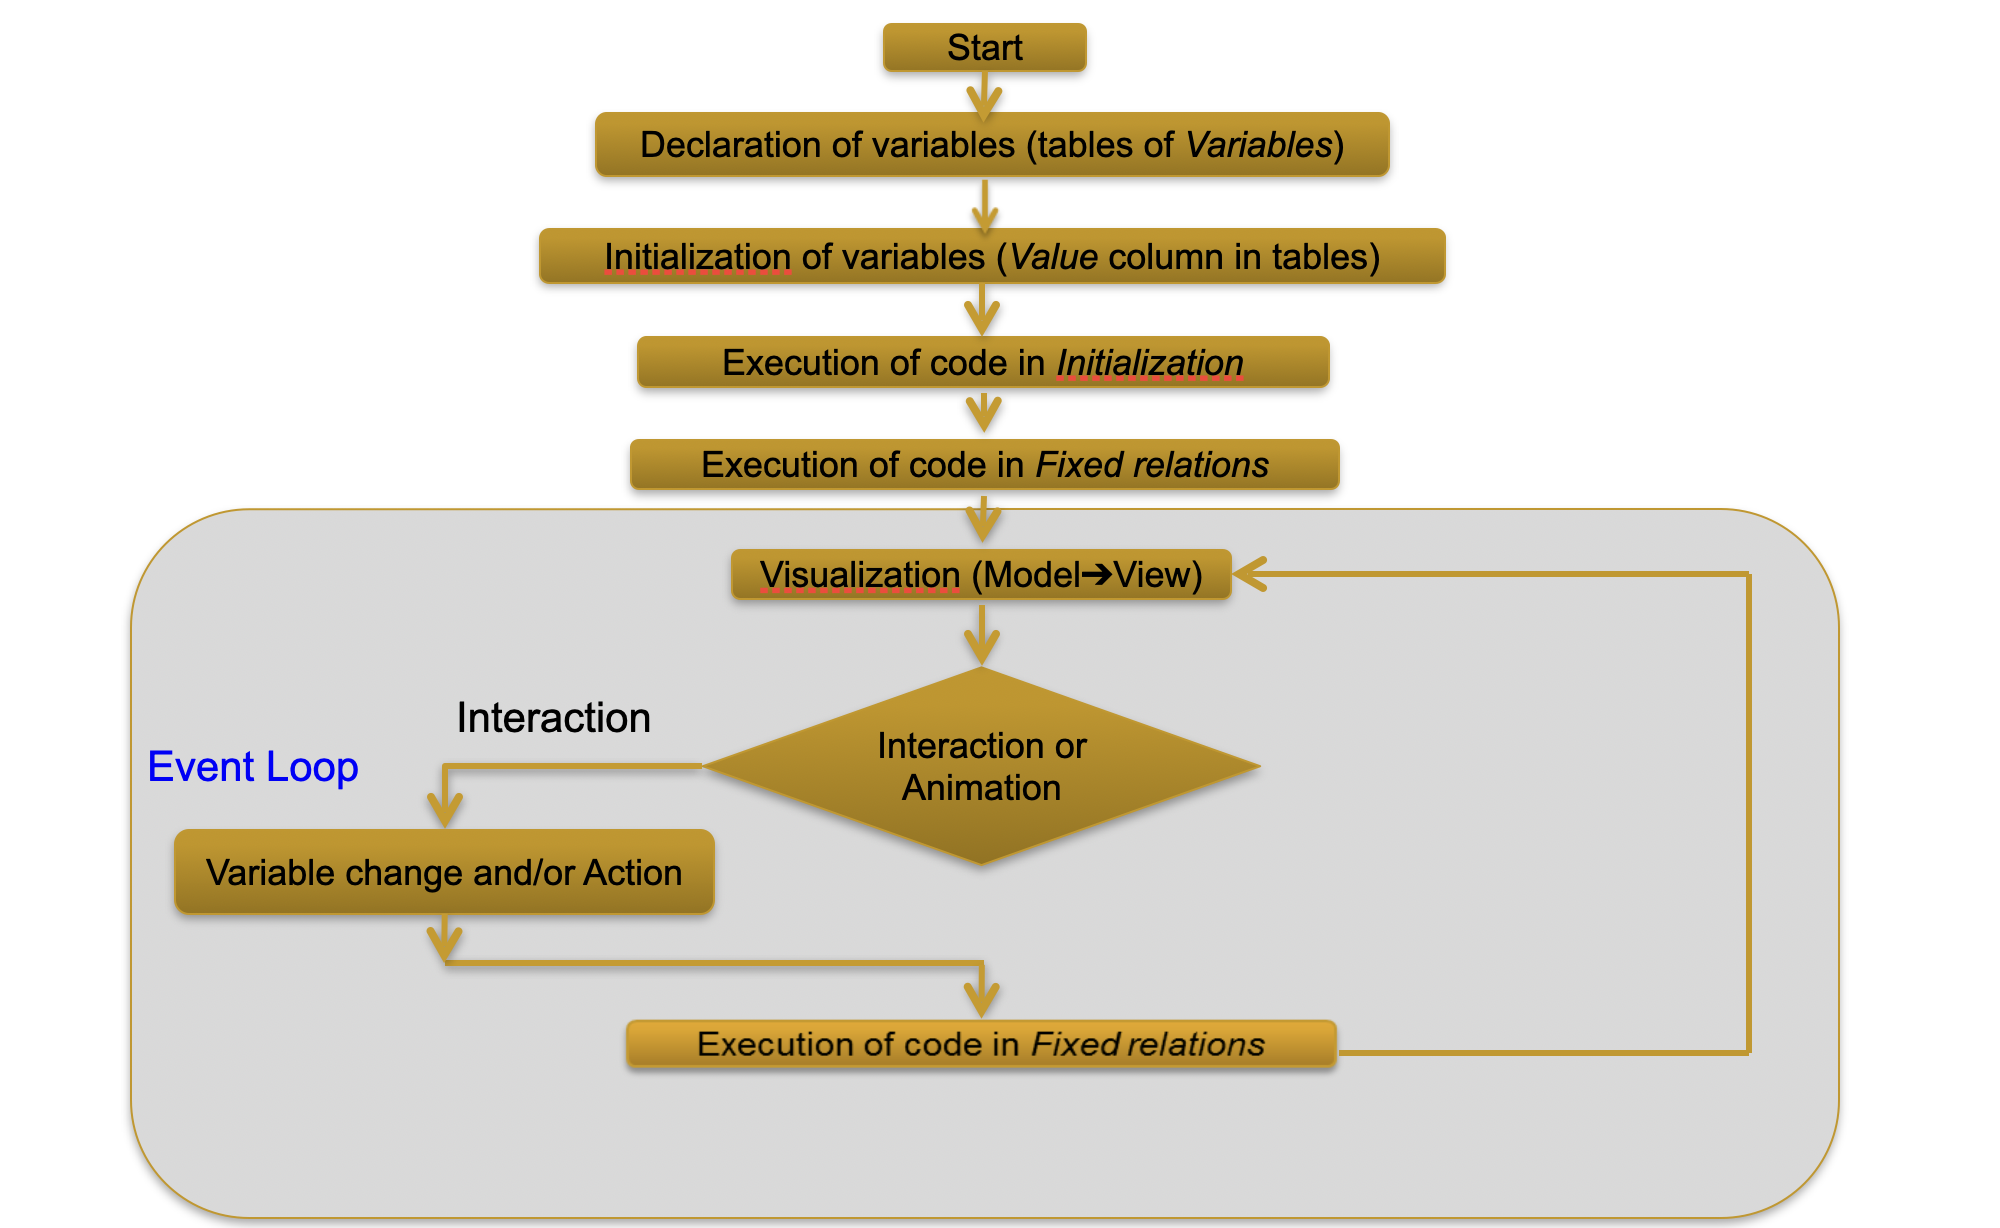 Start
Declaration of variables (tables of Variables)
Initialization of variables (Value column in tables)
Execution of code in Initialization
Execution of code in Fixed relations
Visualization (Model➔View)
Interaction
Interaction or
Animation
Event Loop
Variable change and/or Action
Execution of code in Fixed relations